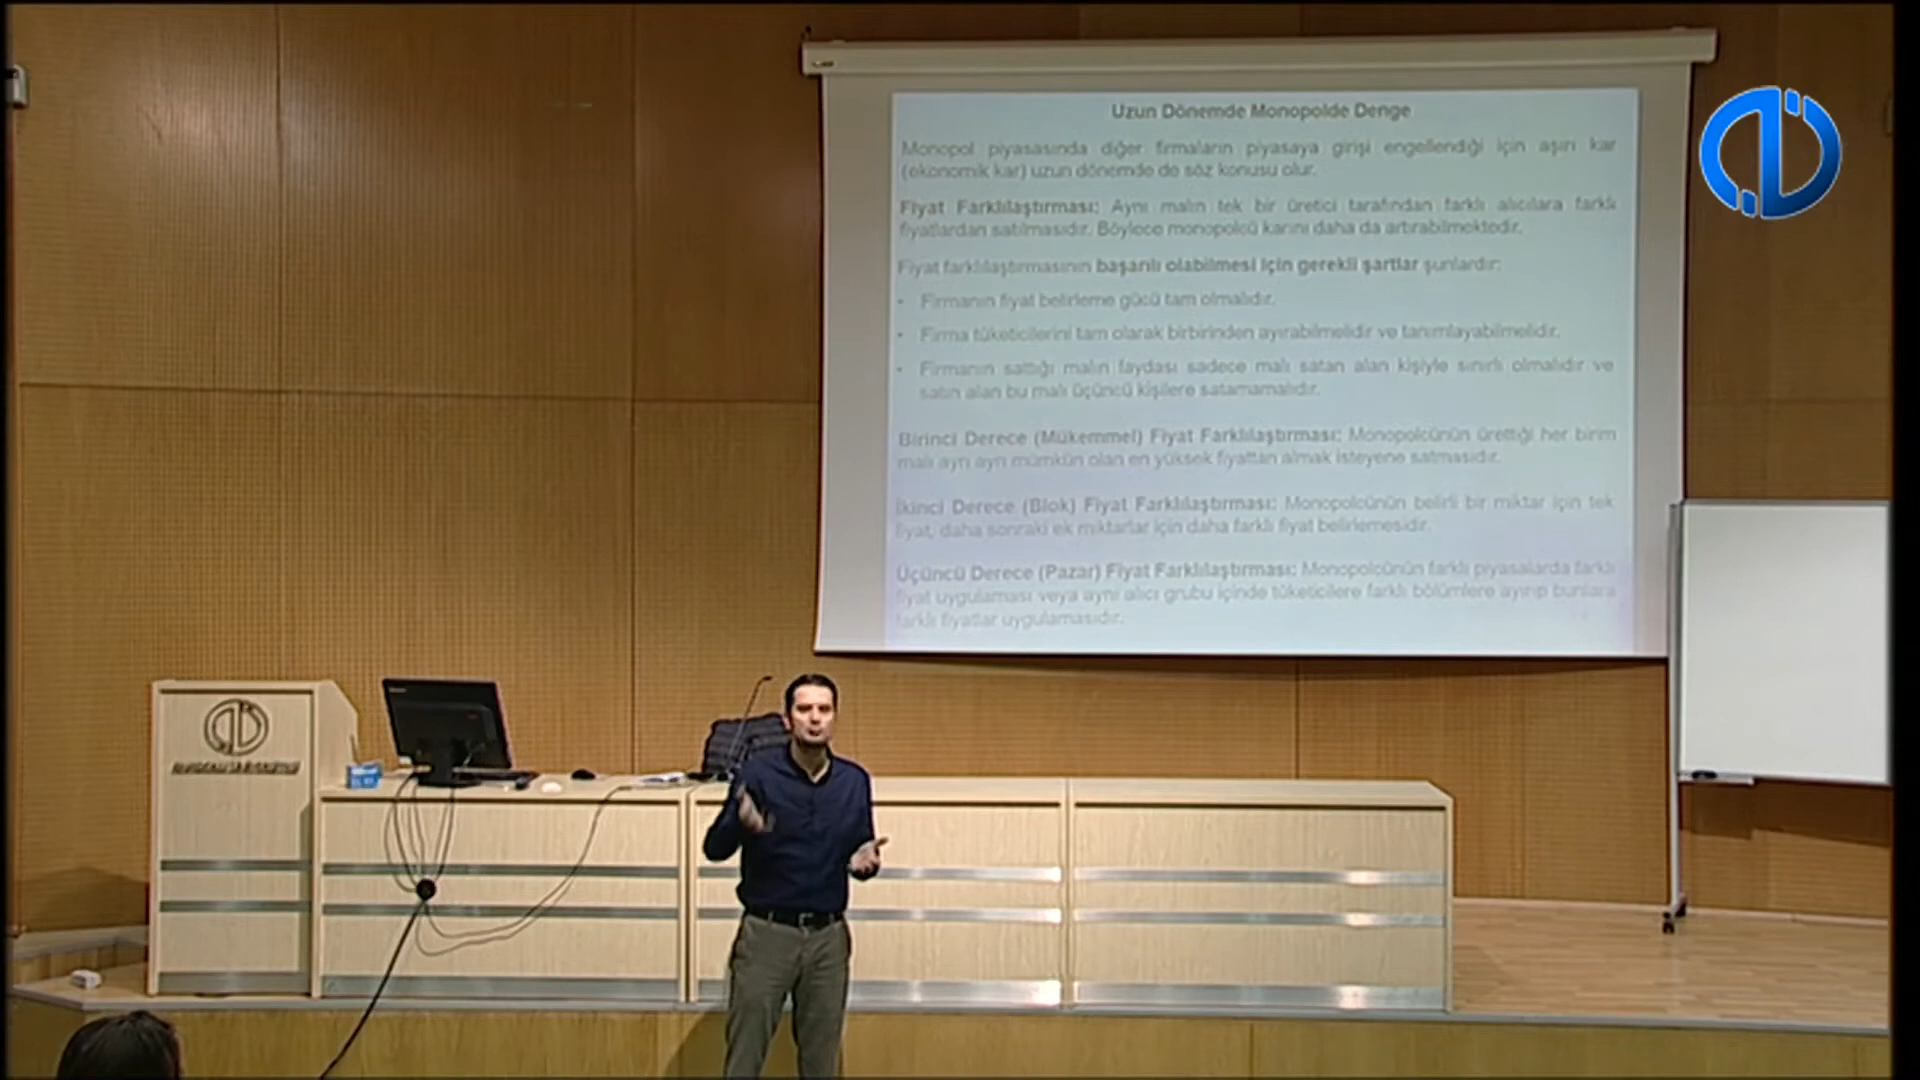 Uzun Dönemde Monopolde Denge
Monopol piyasasında diğer firmaların piyasaya girişi engellendiği için aşırı kar
(ekonomik kar) uzun dönemde de söz konusu olur.
Fiyat Farklılaştırması: Aynı malın tek bir üretici tarafından farklı alıcılara farklı
fiyatlardan satılmasıdır. Böylece monopolcü karını daha da artırabilmektedir.
Fiyat farklılaştırmasının başarılı olabilmesi için gerekli şartlar şunlardır:
• Firmanın fiyat belirleme gücü tam olmalıdır.
• Firma tüketicilerini tam olarak birbirinden ayırabilmelidir ve tanımlayabilmelidir.
• Firmanın sattığı malın faydası sadece malı satan alan kişiyle sınırlı olmalıdır ve
satın alan bu malı üçüncü kişilere satamamalıdır.
Birinci Derece (Mükemmel) Fiyat Farklılaştırması: Monopolcünün ürettiği her birim
malı ayrı ayrı mümkün olan en yüksek fiyattan almak isteyene satmasıdır.
İkinci Derece (Blok) Fiyat Farklılaştırması: Monopolcünün belirli bir miktar için tek
fiyat, daha sonraki ek miktarlar için daha farklı fiyat belirlemesidir.
Üçüncü Derece (Pazar) Fiyat Farklılaştırması: Monopolcünün farklı piyasalarda farklı
fiyat uygulaması veya aynı alıcı grubu içinde tüketicilere farklı bölümlere ayırıp bunlara
farklı fiyatlar uygulamasıdır.